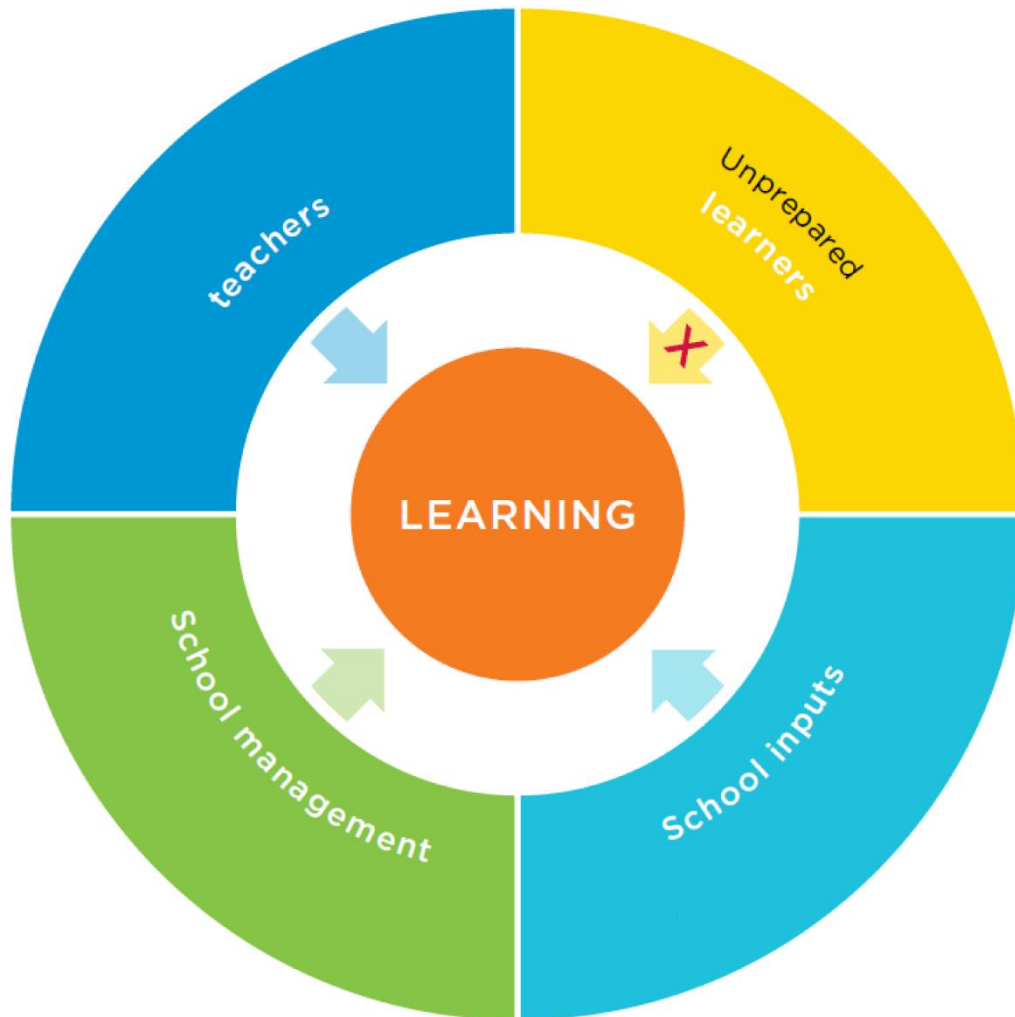 teachers
Unprepared
learners
X
LEARNING
School management
School inputs